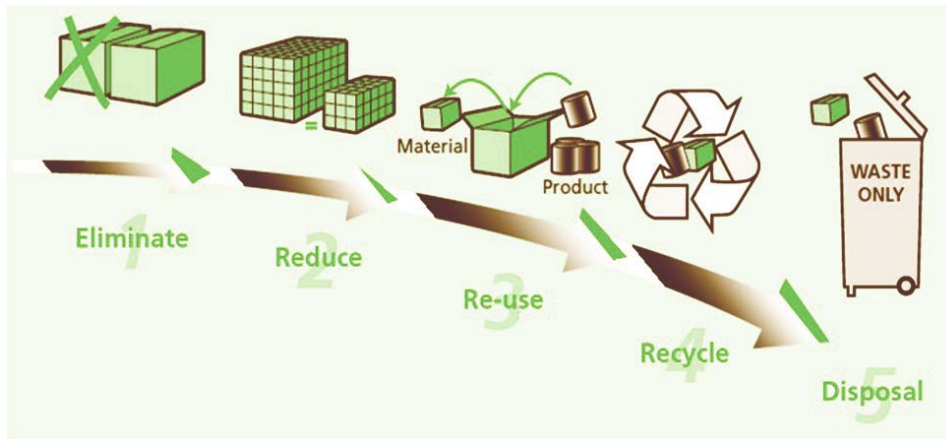 =
Material
Product
WASTE
ONLY
1
Eliminate
2
Reduce
3
Re-use
4
Recycle
5
Disposal